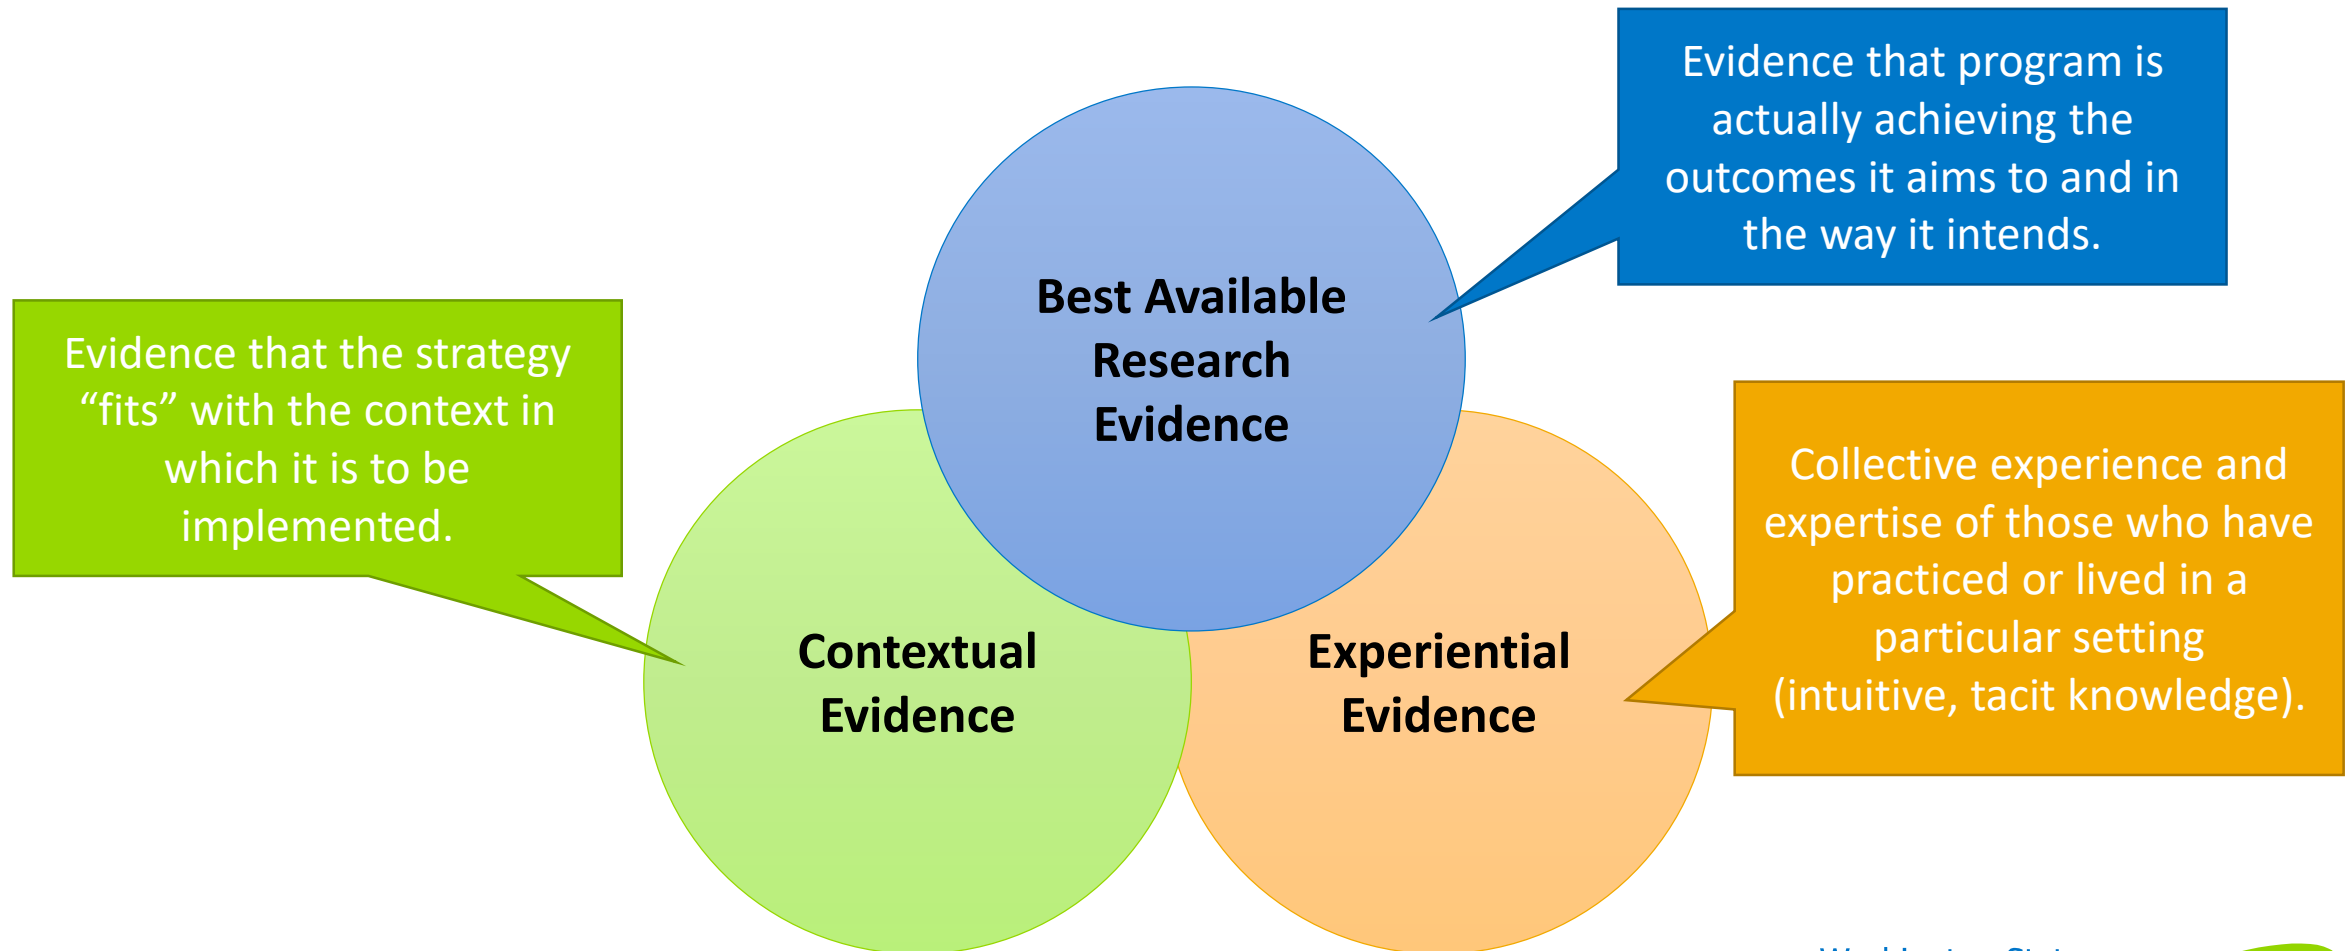 Evidence that program is
actually achieving the
outcomes it aims to and in
the way it intends.
Best Available
Research
Evidence
Evidence that the strategy
“fits” with the context in
which it is to be
implemented.
Collective experience and
expertise of those who have
practiced or lived in a
particular setting
(intuitive, tacit knowledge).
Contextual
Evidence
Experiential
Evidence